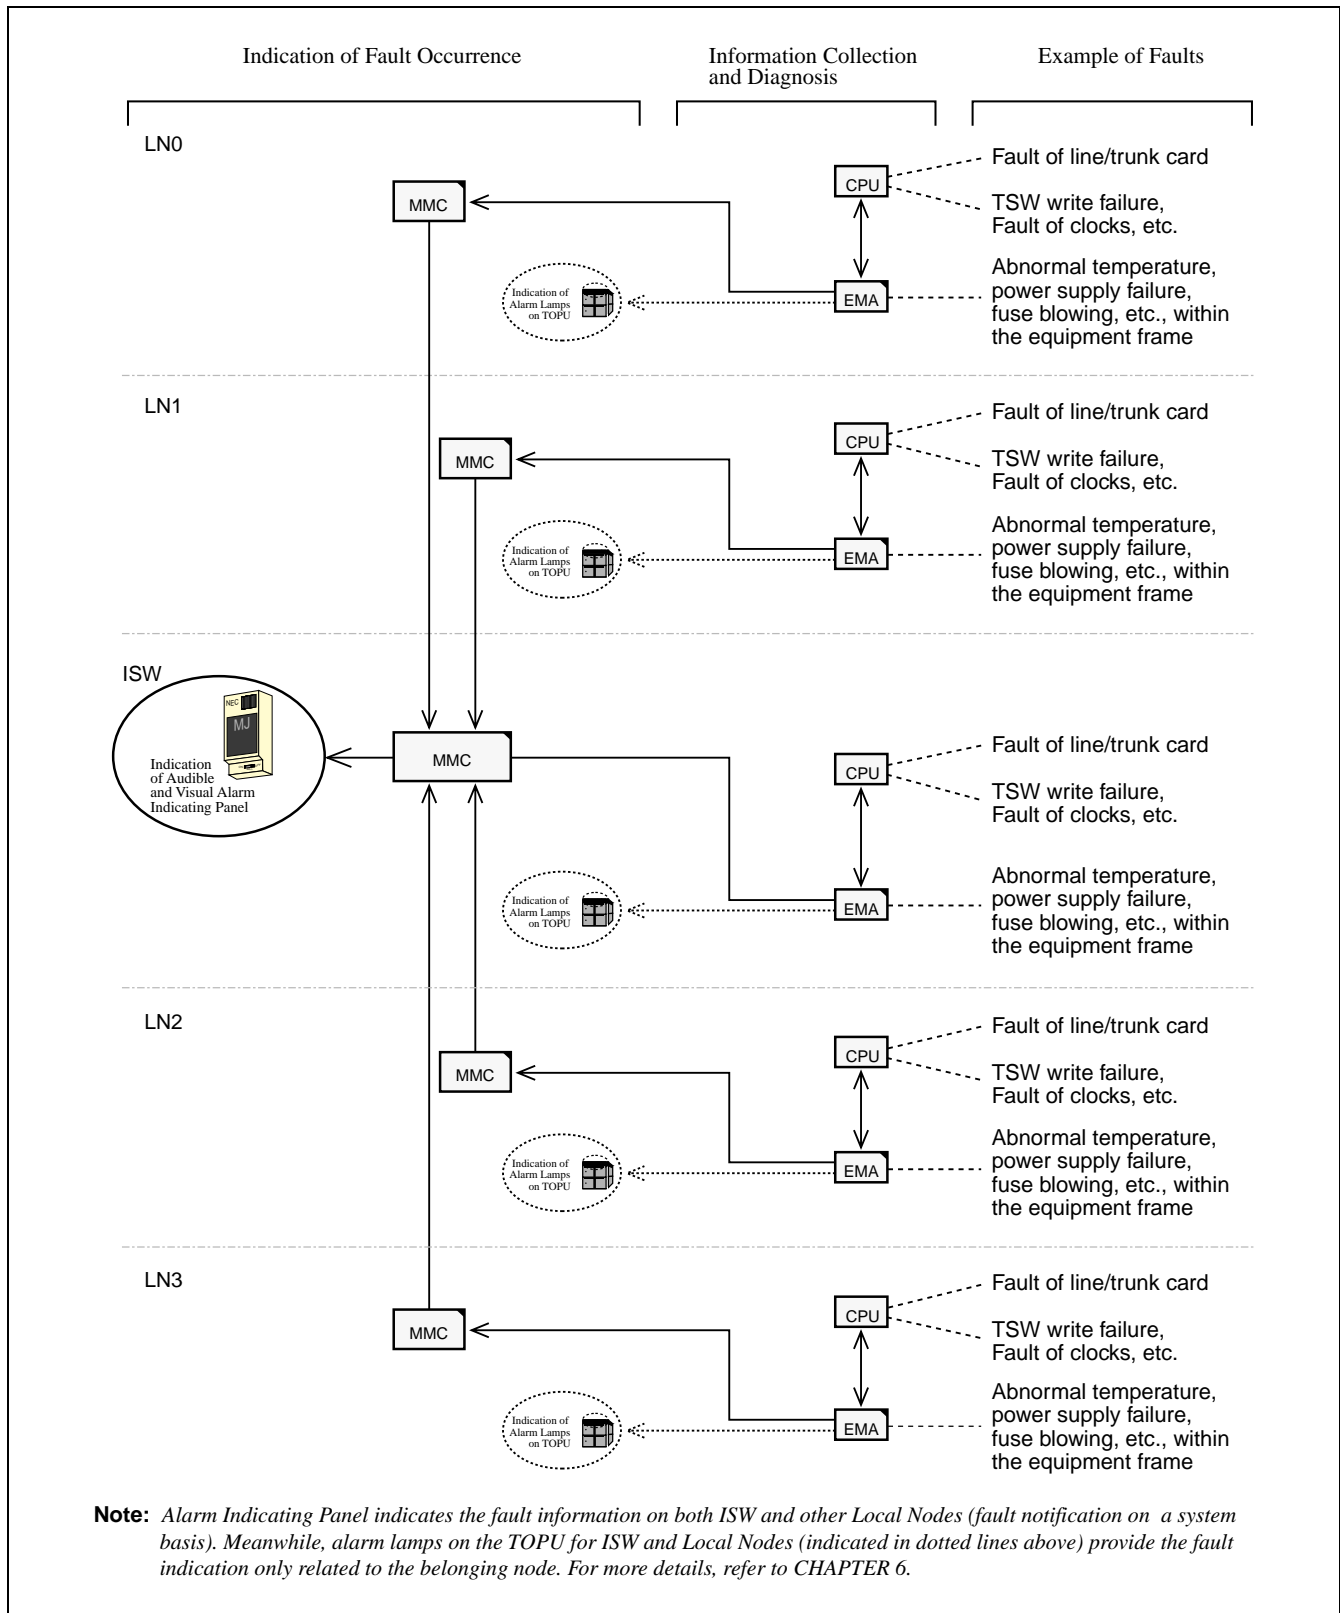 Indication of Fault Occurrence
Information Collection
and Diagnosis
Example of Faults
LN0
MMC
CPU
Fault of line/trunk card
TSW write failure,
Fault of clocks, etc.
Indication of
Alarm Lamps
on TOPU
EMA
Abnormal temperature,
power supply failure,
fuse blowing, etc., within
the equipment frame
LN1
MMC
CPU
Fault of line/trunk card
TSW write failure,
Fault of clocks, etc.
Indication of
Alarm Lamps
on TOPU
EMA
Abnormal temperature,
power supply failure,
fuse blowing, etc., within
the equipment frame
ISW
NEC
MJ
Indication
of Audible
and Visual Alarm
Indicating Panel
MMC
CPU
Fault of line/trunk card
TSW write failure,
Fault of clocks, etc.
Indication of
Alarm Lamps
on TOPU
EMA
Abnormal temperature,
power supply failure,
fuse blowing, etc., within
the equipment frame
LN2
MMC
CPU
Fault of line/trunk card
TSW write failure,
Fault of clocks, etc.
Indication of
Alarm Lamps
on TOPU
EMA
Abnormal temperature,
power supply failure,
fuse blowing, etc., within
the equipment frame
LN3
MMC
CPU
Fault of line/trunk card
TSW write failure,
Fault of clocks, etc.
Indication of
Alarm Lamps
on TOPU
EMA
Abnormal temperature,
power supply failure,
fuse blowing, etc., within
the equipment frame
Note: Alarm Indicating Panel indicates the fault information on both ISW and other Local Nodes (fault notification on a system
basis). Meanwhile, alarm lamps on the TOPU for ISW and Local Nodes (indicated in dotted lines above) provide the fault
indication only related to the belonging node. For more details, refer to CHAPTER 6.